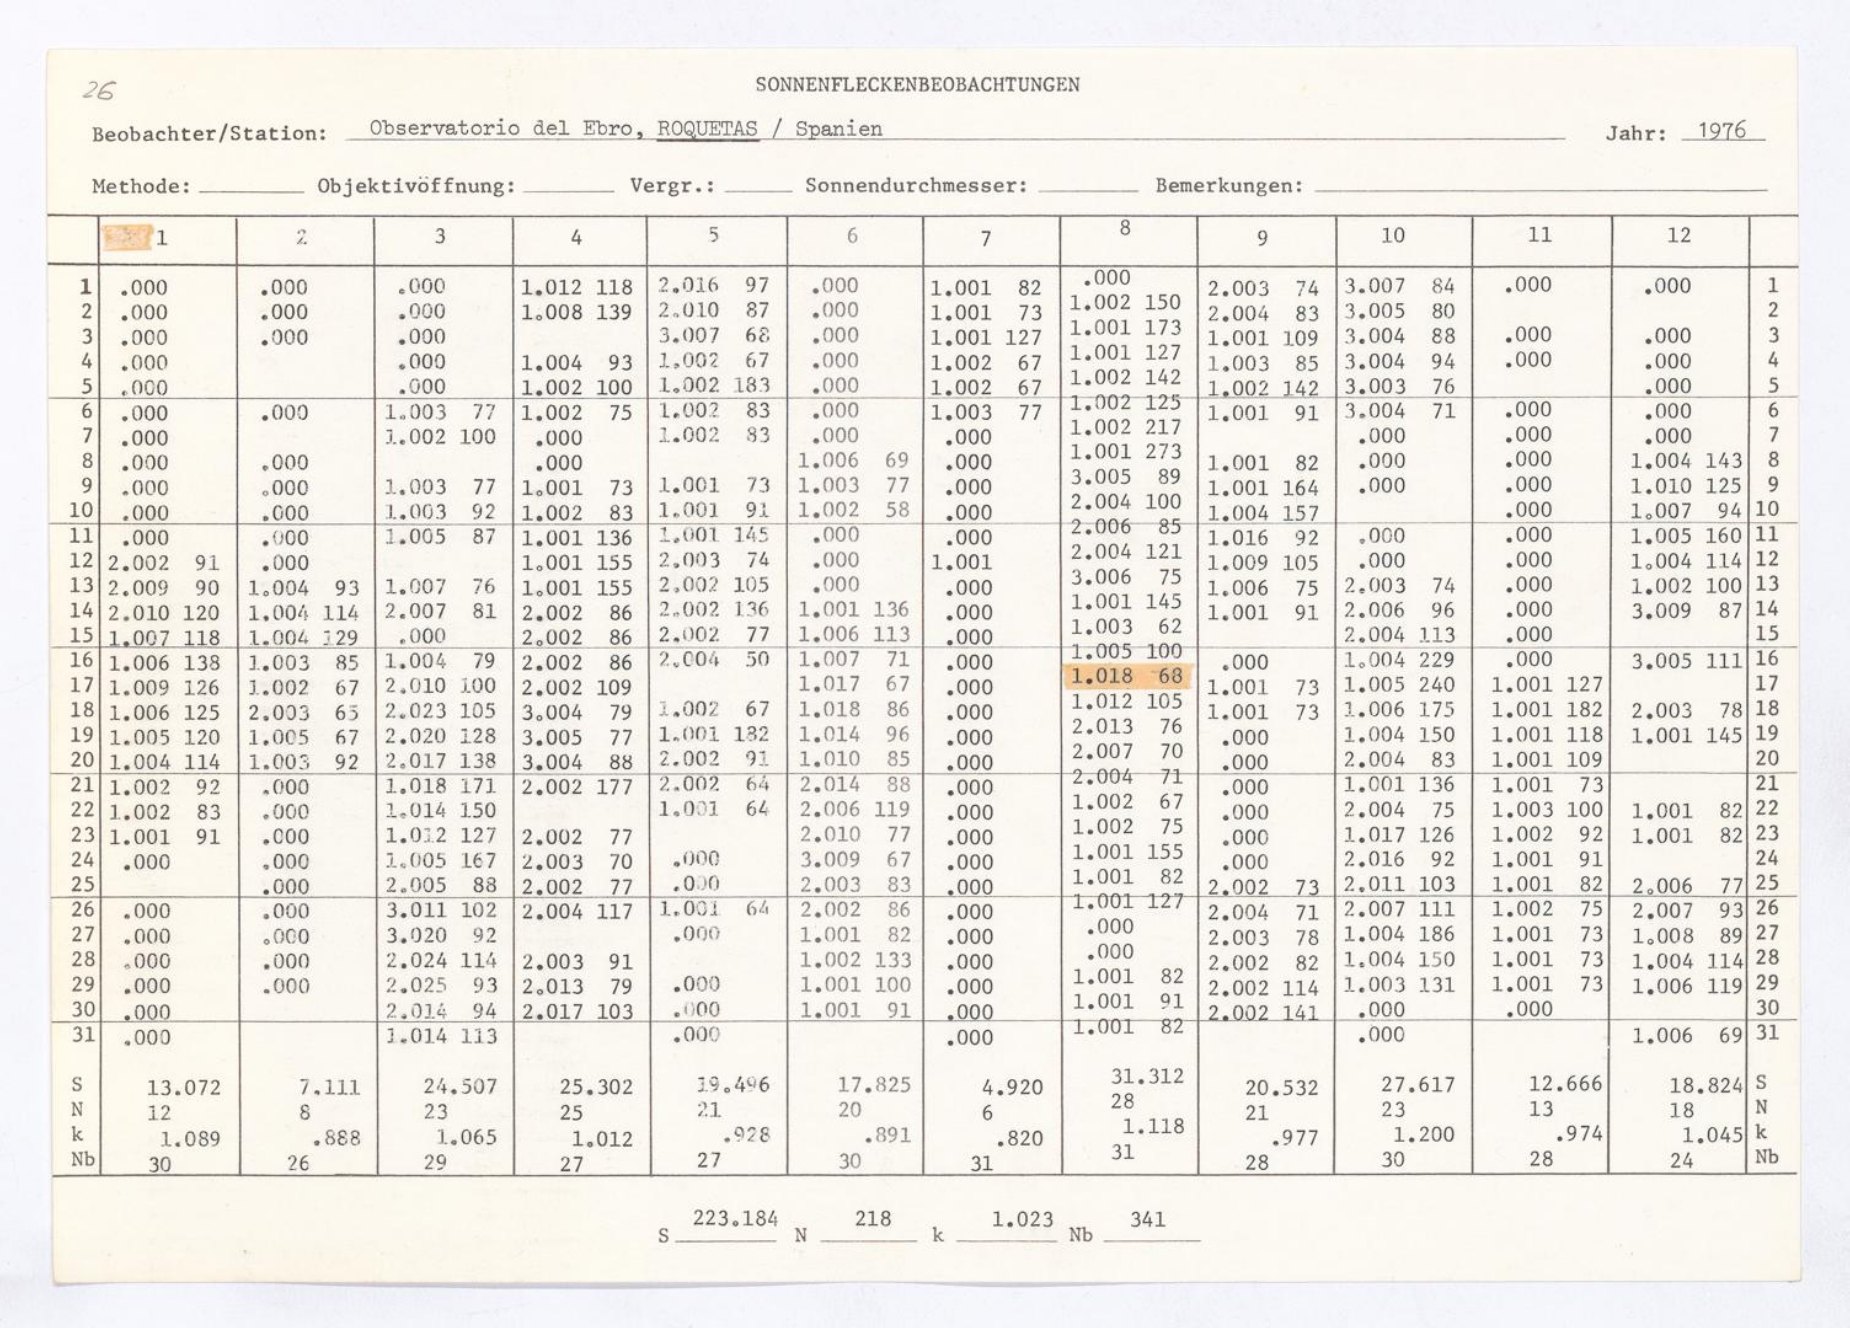 26
SONNENFLECKENBEOBACHTUNGEN
Beobachter/Station: Observatorio del Ebro, ROQUETAS / Spanien Jahr: 1976
Methode: Objektivöffnung: Vergr.: Sonnendurchmesser: Bemerkungen:
1 2 3 4 5 6 7 8 9 10 11 12
1 .000 .000 .000 1.012 118 2.016 97 .000 1.001 82 .000 2.003 74 3.007 84 .000 .000 1
2 .000 .000 .000 1.008 139 2.010 87 .000 1.001 73 1.002 150 2.004 83 3.005 80 2
3 .000 .000 .000 3.007 68 .000 1.001 127 1.001 173 1.001 109 3.004 88 .000 .000 3
4 .000 .000 1.004 93 1.002 67 .000 1.002 67 1.001 127 1.003 85 3.004 94 .000 .000 4
5 .000 .000 1.002 100 1.002 183 .000 1.002 67 1.002 142 1.002 142 3.003 76 .000 5
6 .000 .000 1.003 77 1.002 75 1.002 83 .000 1.003 77 1.002 125 1.001 91 3.004 71 .000 .000 6
7 .000 1.002 100 .000 1.002 83 .000 .000 1.002 217 .000 .000 .000 7
8 .000 .000 .000 1.006 69 .000 1.001 273 1.001 82 .000 .000 1.004 143 8
9 .000 .000 1.003 77 1.001 73 1.001 73 1.003 77 .000 3.005 89 1.001 164 .000 .000 1.010 125 9
10 .000 .000 1.003 92 1.002 83 1.001 91 1.002 58 .000 2.004 100 1.004 157 .000 1.007 94 10
11 .000 .000 1.005 87 1.001 136 1.001 145 .000 .000 2.006 85 1.016 92 .000 .000 1.005 160 11
12 2.002 91 .000 1.001 155 2.003 74 .000 1.001 2.004 121 1.009 105 .000 .000 1.004 114 12
13 2.009 90 1.004 93 1.007 76 1.001 155 2.002 105 .000 .000 3.006 75 1.006 75 2.003 74 .000 1.002 100 13
14 2.010 120 1.004 114 2.007 81 2.002 86 2.002 136 1.001 136 .000 1.001 145 1.001 91 2.006 96 .000 3.009 87 14
15 1.007 118 1.004 129 .000 2.002 86 2.002 77 1.006 113 .000 1.003 62 2.004 113 .000 15
16 1.006 138 1.003 85 1.004 79 2.002 86 2.004 50 1.007 71 .000 1.005 100 .000 1.004 229 .000 3.005 111 16
17 1.009 126 1.002 67 2.010 100 2.002 109 1.017 67 .000 1.018 68 1.001 73 1.005 240 1.001 127 17
18 1.006 125 2.003 65 2.023 105 3.004 79 1.002 67 1.018 86 .000 1.012 105 1.001 73 1.006 175 1.001 182 2.003 78 18
19 1.005 120 1.005 67 2.020 128 3.005 77 1.001 182 1.014 96 .000 2.013 76 .000 1.004 150 1.001 118 1.001 145 19
20 1.004 114 1.003 92 2.017 138 3.004 88 2.002 91 1.010 85 .000 2.007 70 .000 2.004 83 1.001 109 20
21 1.002 92 .000 1.018 171 2.002 177 2.002 64 2.014 88 .000 2.004 71 .000 1.001 136 1.001 73 21
22 1.002 83 .000 1.014 150 1.001 64 2.006 119 .000 1.002 67 .000 2.004 75 1.003 100 1.001 82 22
23 1.001 91 .000 1.012 127 2.002 77 2.010 77 .000 1.002 75 .000 1.017 126 1.002 92 1.001 82 23
24 .000 .000 1.005 167 2.003 70 .000 3.009 67 .000 1.001 155 .000 2.016 92 1.001 91 24
25 .000 2.005 88 2.002 77 .000 2.003 83 .000 1.001 82 2.002 73 2.011 103 1.001 82 2.006 77 25
26 .000 .000 3.011 102 2.004 117 1.001 64 2.002 86 .000 1.001 127 2.004 71 2.007 111 1.002 75 2.007 93 26
27 .000 .000 3.020 92 .000 1.001 82 .000 .000 2.003 78 1.004 186 1.001 73 1.008 89 27
28 .000 .000 2.024 114 2.003 91 1.002 133 .000 .000 2.002 82 1.004 150 1.001 73 1.004 114 28
29 .000 .000 2.025 93 2.013 79 .000 1.001 100 .000 1.001 82 2.002 114 1.003 131 1.001 73 1.006 119 29
30 .000 2.014 94 2.017 103 .000 1.001 91 .000 1.001 91 2.002 141 .000 .000 30
31 .000 1.014 113 .000 .000 1.001 82 .000 1.006 69 31
S 13.072 7.111 24.507 25.302 19.496 17.825 4.920 31.312 20.532 27.617 12.666 18.824 S
N 12 8 23 25 21 20 6 28 21 23 13 18 N
k 1.089 .888 1.065 1.012 .928 .891 .820 1.118 .977 1.200 .974 1.045 k
Nb 30 26 29 27 27 30 31 31 28 30 28 24 Nb
S 223.184 N 218 k 1.023 Nb 341